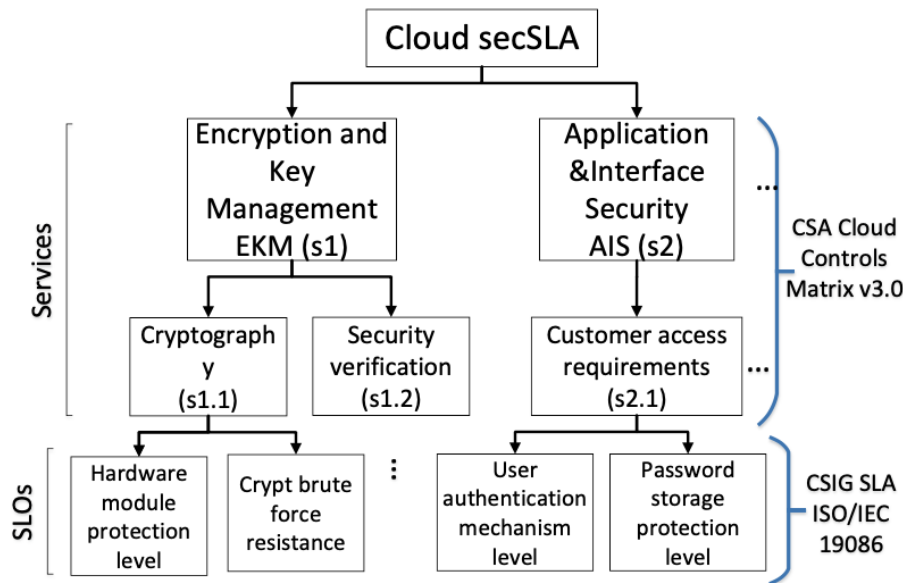 Cloud secSLA
Services
Encryption and
Key
Management
EKM (s1)
Application
&Interface
Security
AIS (s2)
...
CSA Cloud
Controls
Matrix v3.0
Cryptograph
y
(s1.1)
Security
verification
(s1.2)
Customer access
requirements
(s2.1)
...
SLOs
Hardware
module
protection
level
Crypt brute
force
resistance
...
User
authentication
mechanism
level
Password
storage
protection
level
CSIG SLA
ISO/IEC
19086